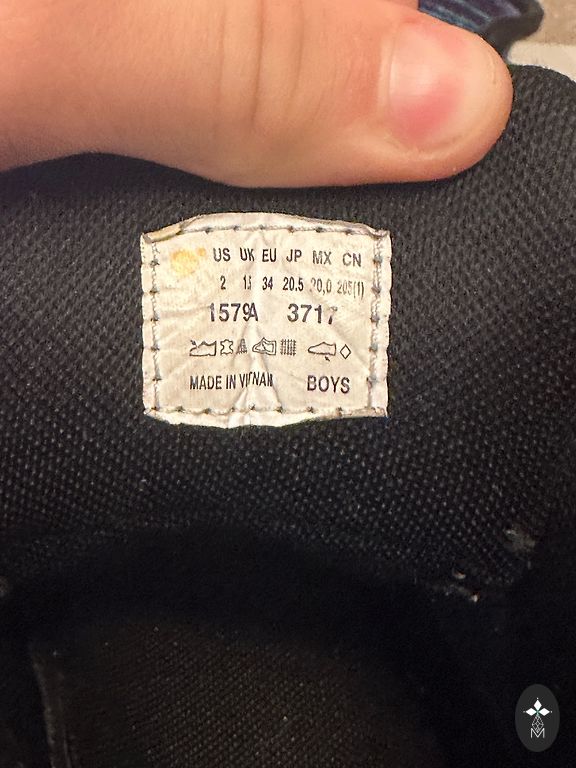 US UK EU JP MX CN
2 34 20.5 20.0 205(1)
1579A 3717
MADE IN VIETNAM BOYS
M